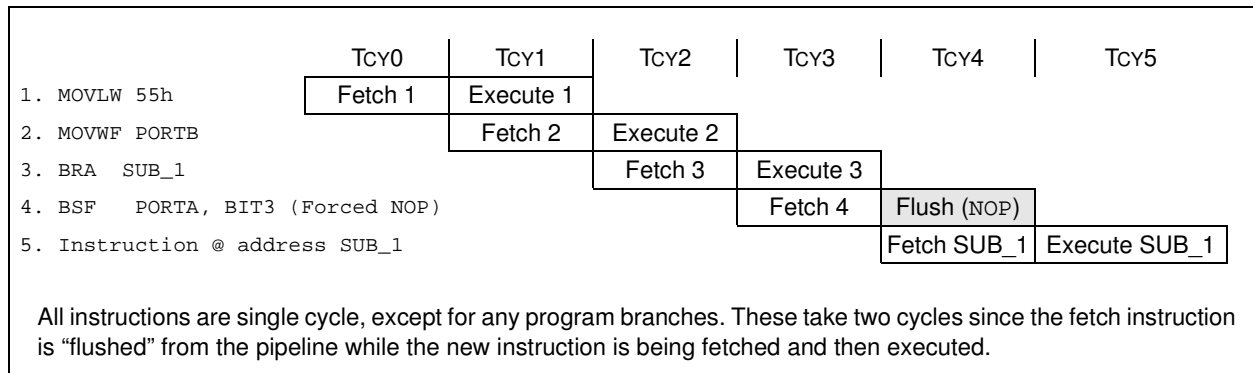 TCY0 TCY1 TCY2 TCY3 TCY4 TCY5
1. MOVLW 55h Fetch 1 Execute 1
2. MOVWF PORTB Fetch 2 Execute 2
3. BRA SUB_1 Fetch 3 Execute 3
4. BSF PORTA, BIT3 (Forced NOP) Fetch 4 Flush (NOP)
5. Instruction @ address SUB_1 Fetch SUB_1 Execute SUB_1
All instructions are single cycle, except for any program branches. These take two cycles since the fetch instruction
is “flushed” from the pipeline while the new instruction is being fetched and then executed.